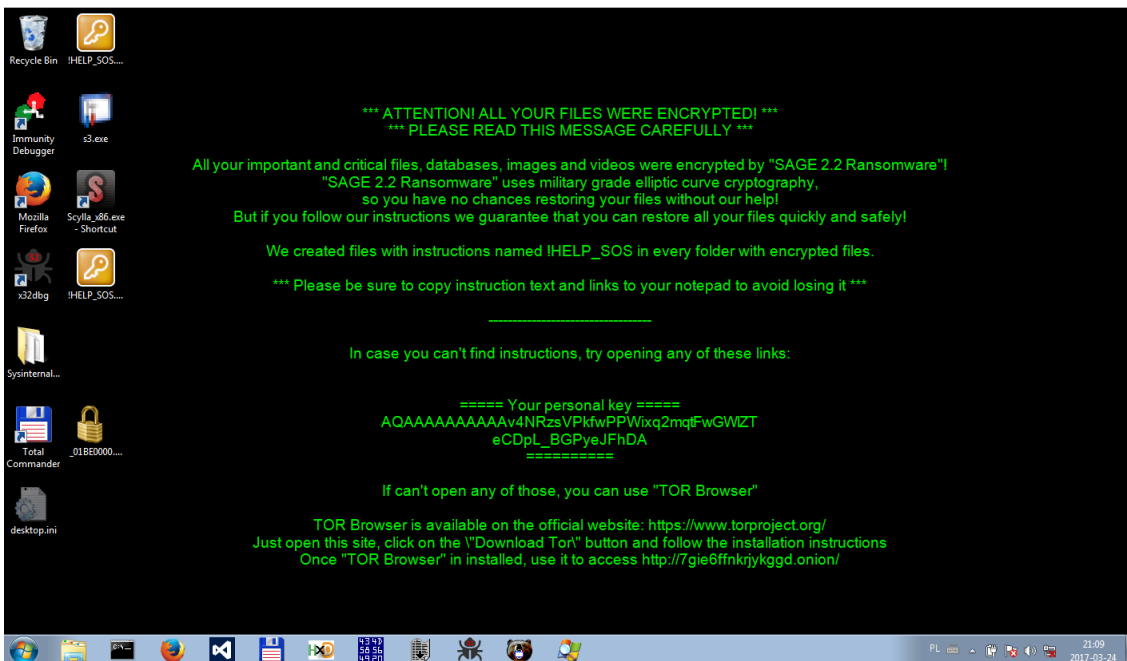 Recycle Bin
!HELP_SOS....
Immunity
Debugger
s3.exe
Mozilla
Firefox
Scylla_x86.exe
- Shortcut
x32dbg
!HELP_SOS....
Sysinternal...
Total
Commander
_01BE0000....
desktop.ini
*** ATTENTION! ALL YOUR FILES WERE ENCRYPTED! ***
*** PLEASE READ THIS MESSAGE CAREFULLY ***
All your important and critical files, databases, images and videos were encrypted by "SAGE 2.2 Ransomware"!
"SAGE 2.2 Ransomware" uses military grade elliptic curve cryptography,
so you have no chances restoring your files without our help!
But if you follow our instructions we guarantee that you can restore all your files quickly and safely!
We created files with instructions named !HELP_SOS in every folder with encrypted files.
*** Please be sure to copy instruction text and links to your notepad to avoid losing it ***
----------------------------------
In case you can't find instructions, try opening any of these links:
===== Your personal key =====
AQAAAAAAAAAAv4NRzsVPkfwPPWixq2mqtFwGWlZT
eCDpL_BGPyeJFhDA
==========
If can't open any of those, you can use "TOR Browser"
TOR Browser is available on the official website: https://www.torproject.org/
Just open this site, click on the \"Download Tor\" button and follow the installation instructions
Once "TOR Browser" in installed, use it to access http://7gie6ffnkrjykggd.onion/
C:\_
HXD
43 4D
58 56
49 20
PL
21:09
2017-03-24